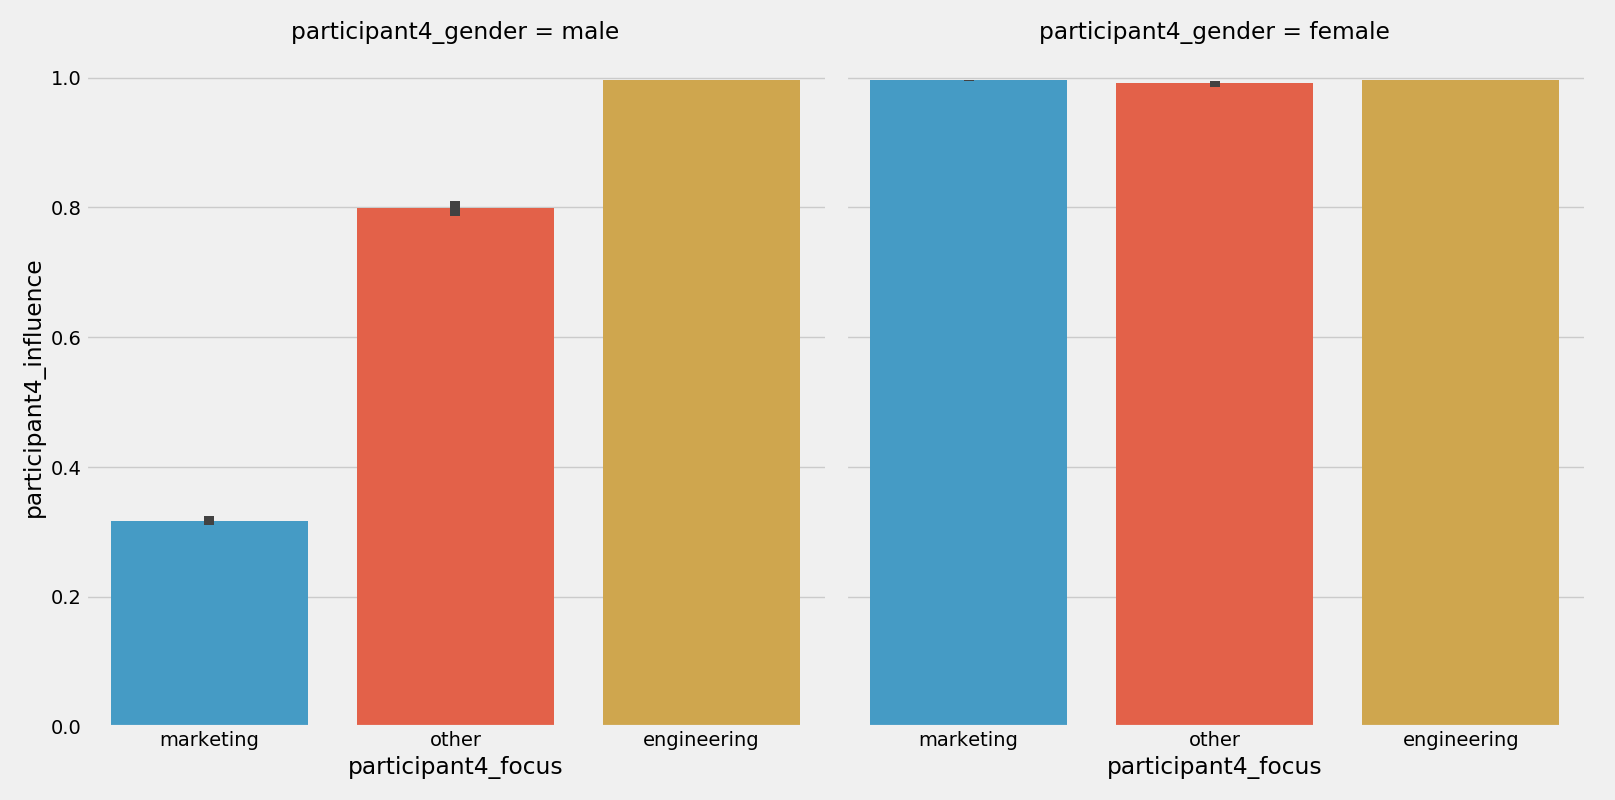 participant4_gender = male
participant4_gender = female
participant4_influence
1.0
0.8
0.6
0.4
0.2
0.0
marketing other engineering
marketing other engineering
participant4_focus
participant4_focus